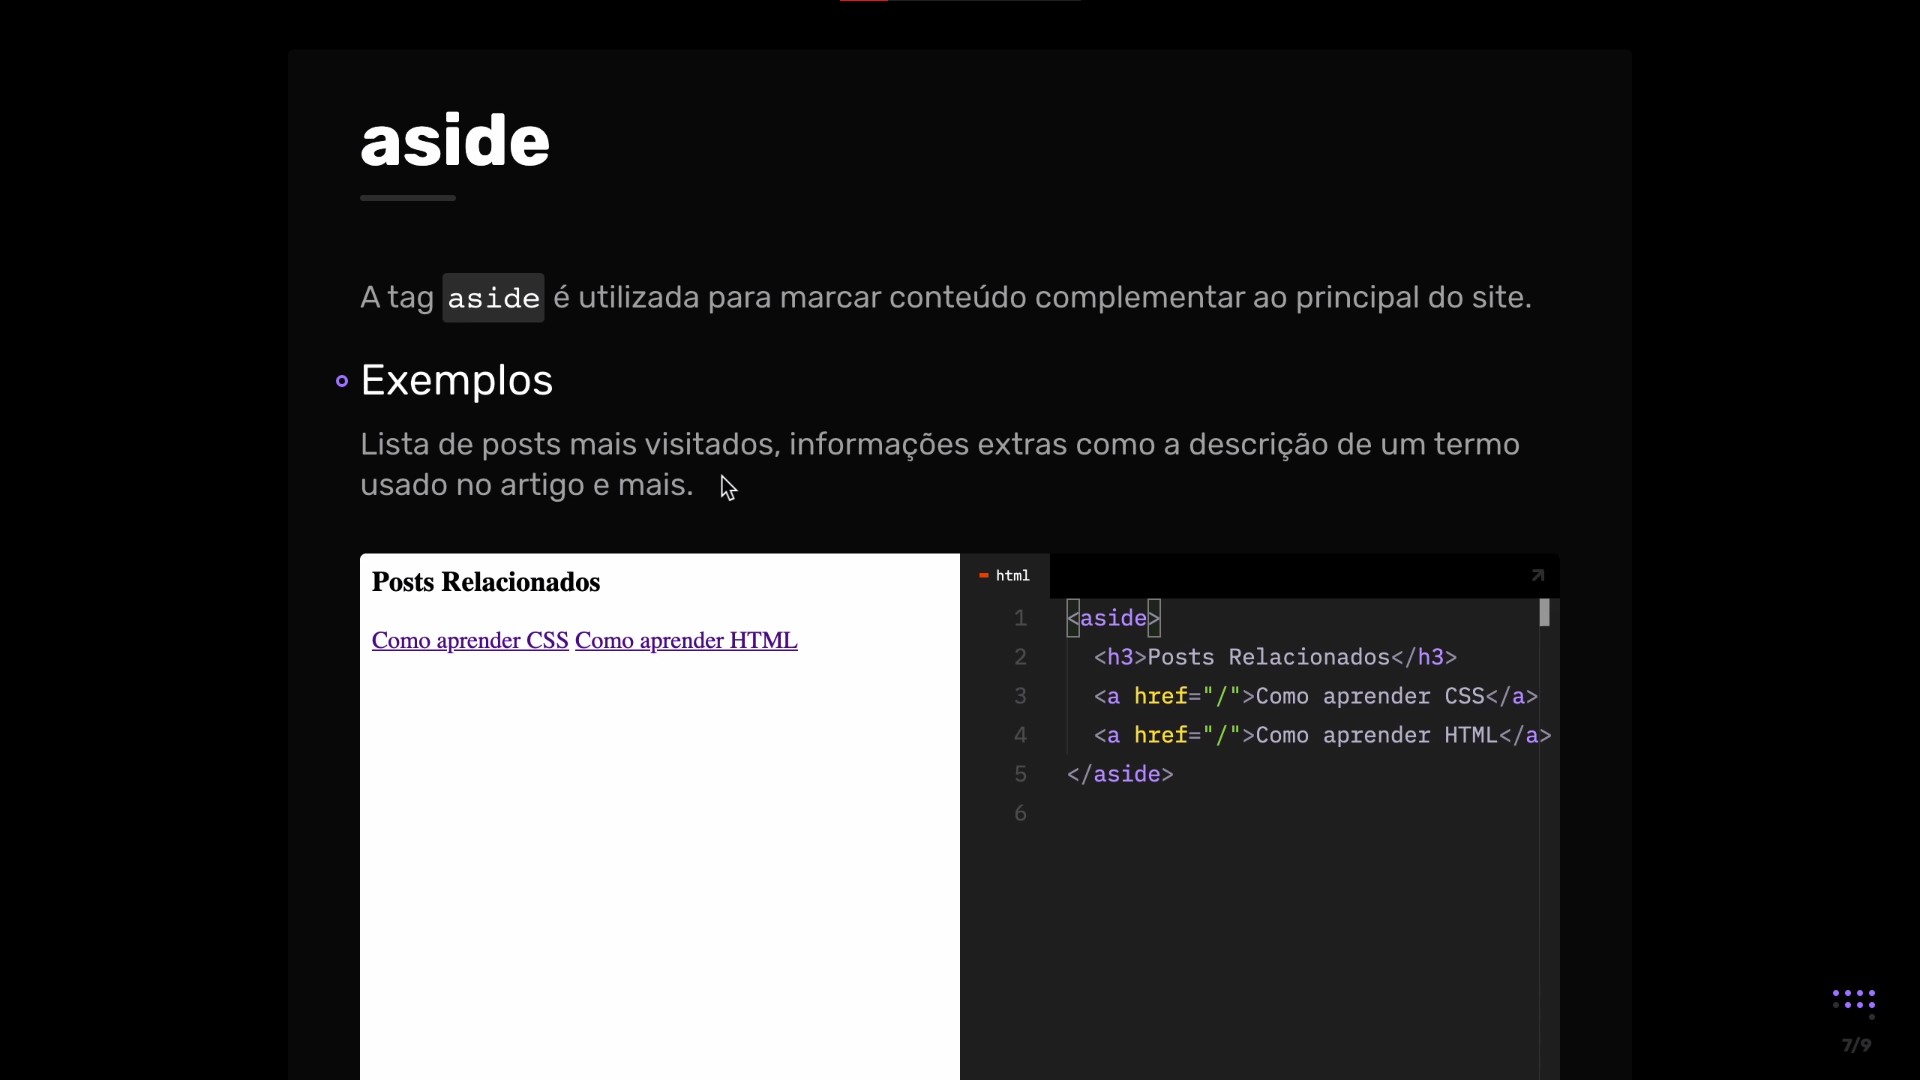 aside
A tag aside é utilizada para marcar conteúdo complementar ao principal do site.
Exemplos
Lista de posts mais visitados, informações extras como a descrição de um termo
usado no artigo e mais.
Posts Relacionados
Como aprender CSS Como aprender HTML
html
1 <aside>
2 <h3>Posts Relacionados</h3>
3 <a href="/">Como aprender CSS</a>
4 <a href="/">Como aprender HTML</a>
5 </aside>
6
7/9